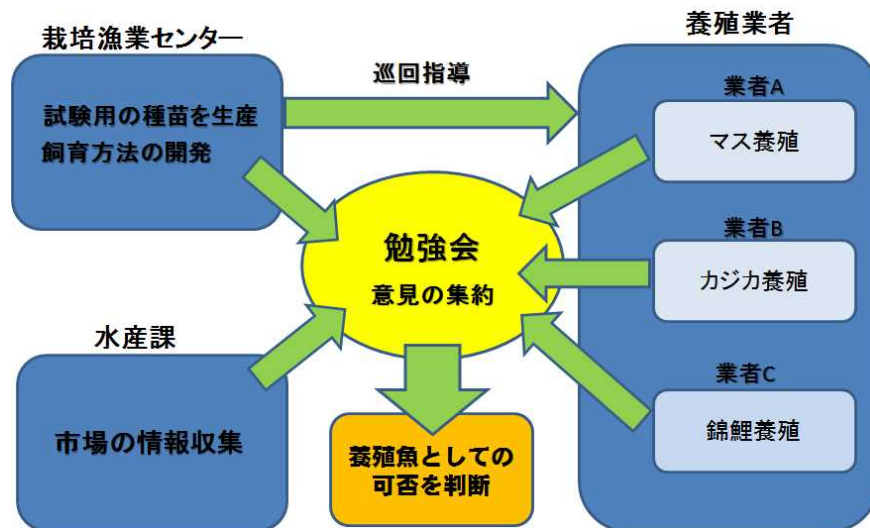 栽培漁業センター
試験用の種苗を生産
飼育方法の開発
巡回指導
養殖業者
業者A
マス養殖
業者B
カジカ養殖
業者C
錦鯉養殖
勉強会
意見の集約
水産課
市場の情報収集
養殖魚としての
可否を判断